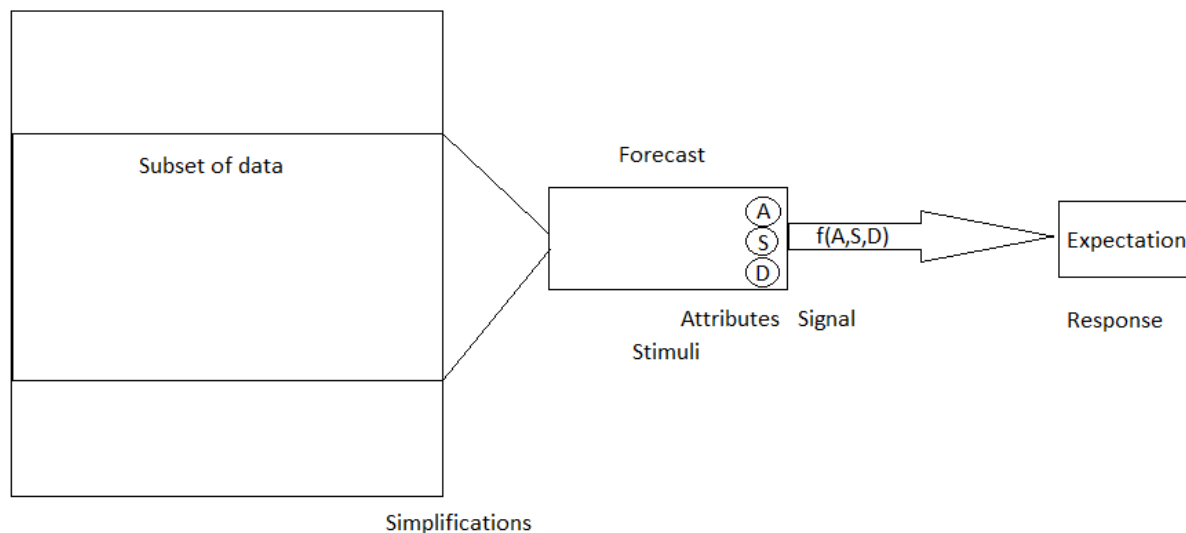 Subset of data
Forecast
A
S
D
f(A,S,D)
Expectation
Attributes Signal
Response
Stimuli
Simplifications